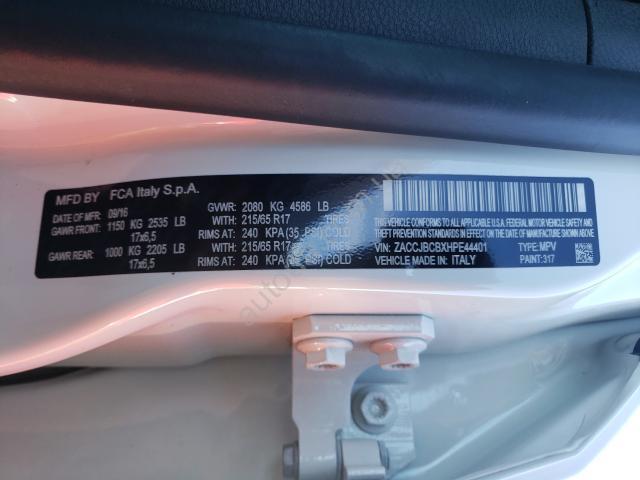 MFD BY FCA Italy S.p.A.
DATE OF MFR: 09/16 GVWR: 2080 KG 4586 LB
GAWR FRONT: 1150 KG 2535 LB WITH: 215/65 R17 TIRES
17x6,5 RIMS AT: 240 KPA (35 PSI) COLD
GAWR REAR: 1000 KG 2205 LB WITH: 215/65 R17 TIRES
17x6,5 RIMS AT: 240 KPA PSI) COLD
THIS VEHICLE CONFORMS TO ALL APPLICABLE U.S.A. FEDERAL MOTOR
VEHICLE SAFETY, BUMPER AND THEFT
PREVENTION STANDARDS IN EFFECT ON THE DATE OF MANUFACTURE SHOWN ABOVE.
VIN: ZACCJBCBXHPE44401 TYPE: MPV
VEHICLE MADE IN: ITALY PAINT: 317